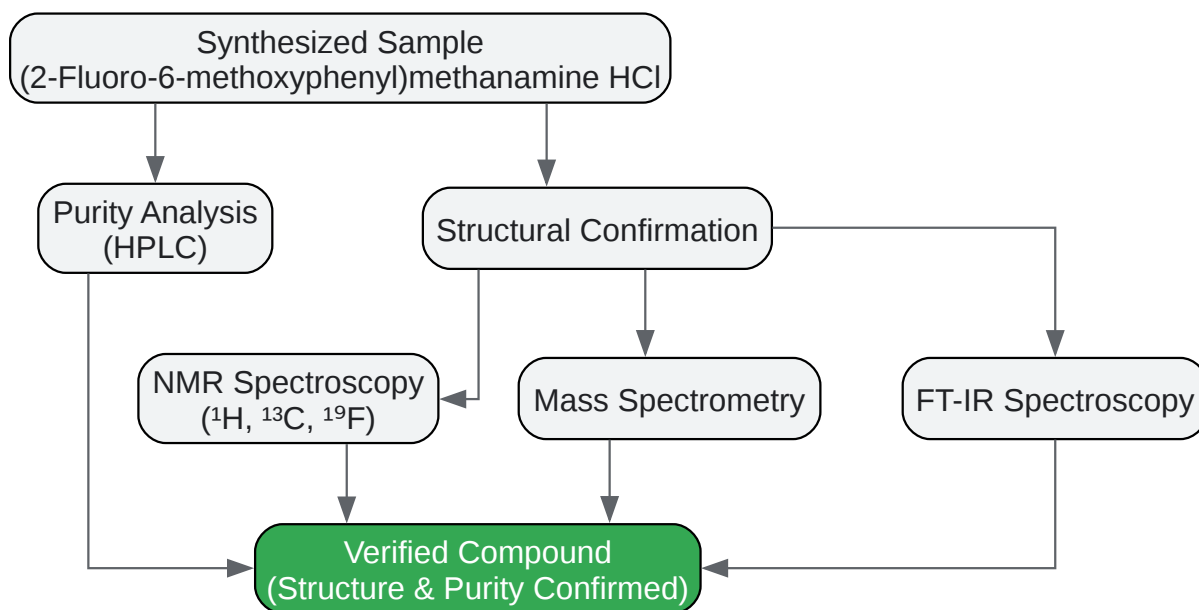 Synthesized Sample
(2-Fluoro-6-methoxyphenyl)methanamine HCl
Purity Analysis
(HPLC)
Structural Confirmation
NMR Spectroscopy
(¹H, ¹³C, ¹⁹F)
Mass Spectrometry
FT-IR Spectroscopy
Verified Compound
(Structure & Purity Confirmed)